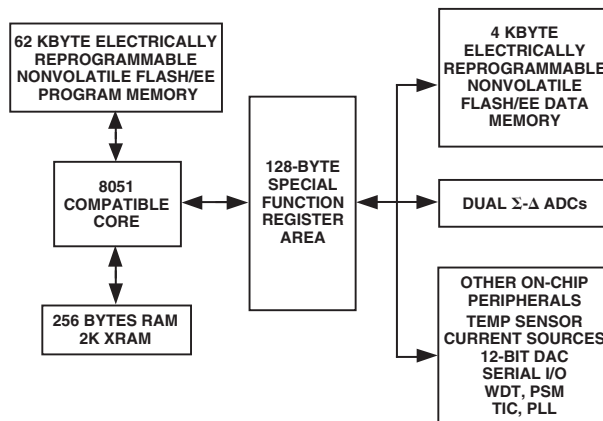 62 KBYTE ELECTRICALLY
REPROGRAMMABLE
NONVOLATILE FLASH/EE
PROGRAM MEMORY
8051
COMPATIBLE
CORE
256 BYTES RAM
2K XRAM
128-BYTE
SPECIAL
FUNCTION
REGISTER
AREA
4 KBYTE
ELECTRICALLY
REPROGRAMMABLE
NONVOLATILE
FLASH/EE DATA
MEMORY
DUAL Σ-Δ ADCs
OTHER ON-CHIP
PERIPHERALS
TEMP SENSOR
CURRENT SOURCES
12-BIT DAC
SERIAL I/O
WDT, PSM
TIC, PLL